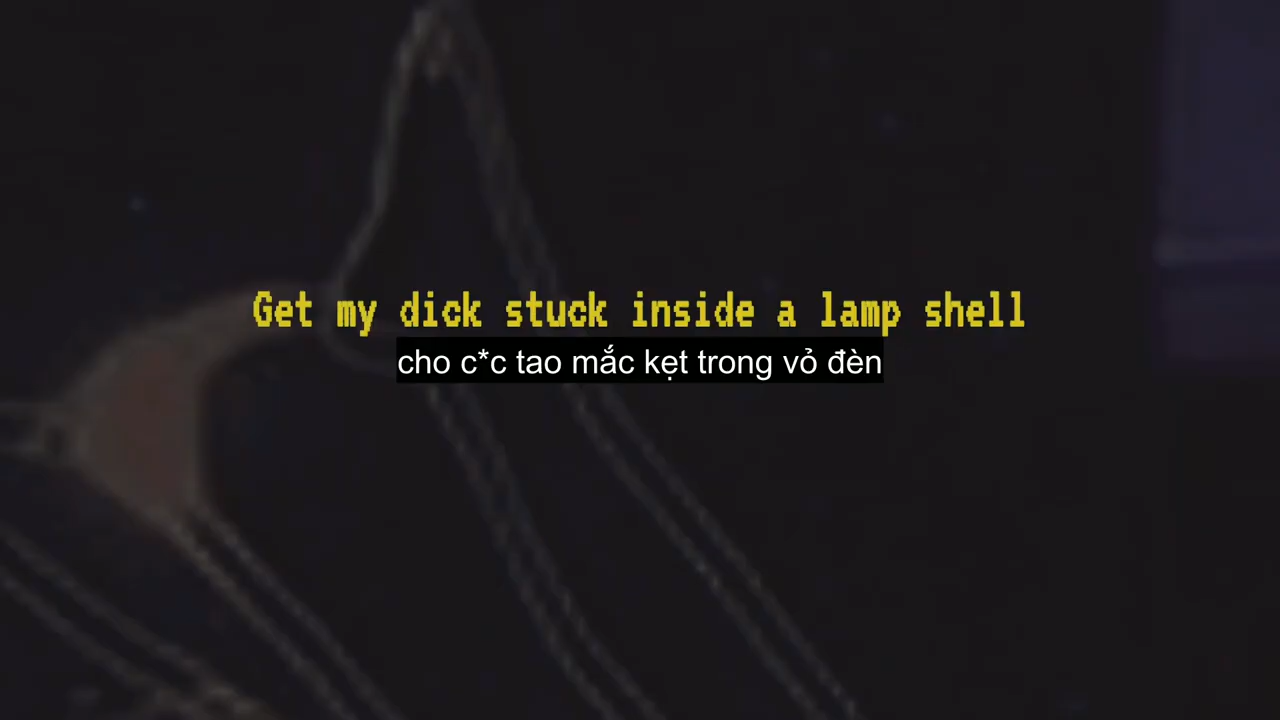 Get my dick stuck inside a lamp shell
cho c*c tao mắc kẹt trong vỏ đèn